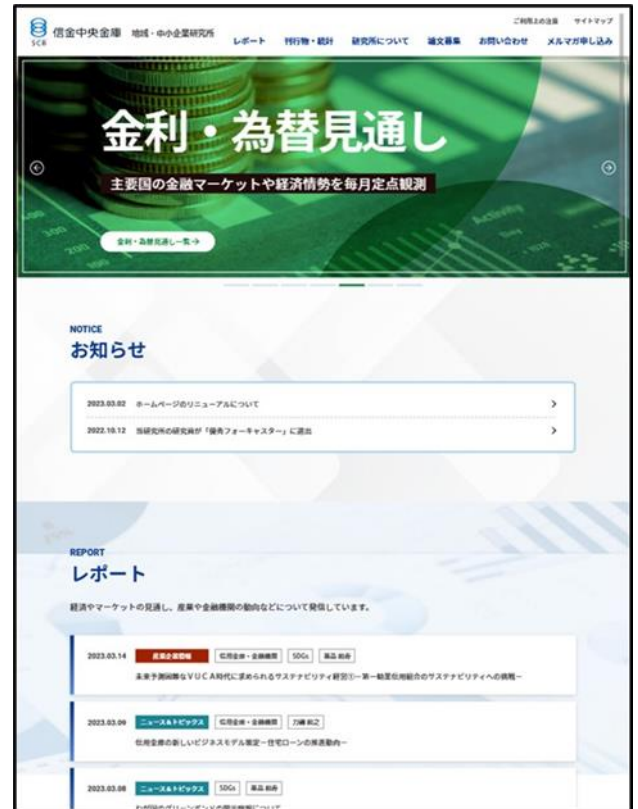 ご利用上の注意 サイトマップ
SCB 信金中央金庫 地域・中小企業研究所 レポート 刊行物・統計 研究所について 論文募集 お問い合わせ メルマガ申し込み
金利・為替見通し
主要国の金融マーケットや経済情勢を毎月定点観測
金利・為替見通し一覧→
NOTICE
お知らせ
2023.03.02 ホームページのリニューアルについて
2022.10.12 当研究所の研究員が「優秀フォーキャスター」に選出
REPORT
レポート
経済やマーケットの見通し、産業や金融機関の動向などについて発信しています。
2023.03.14 産業企業情報 信用金庫・金融機関 SDGs
未来予測困難なVUCA時代に求められるサステナビリティ経営①－第一勧業信用組合のサステナビリティへの挑戦－
2023.03.09 ニュース&トピックス 信用金庫・金融機関 刀禰 和之
信用金庫の新しいビジネスモデル策定－住宅ローンの推進動向－
2023.03.08 ニュース&トピックス SDGs